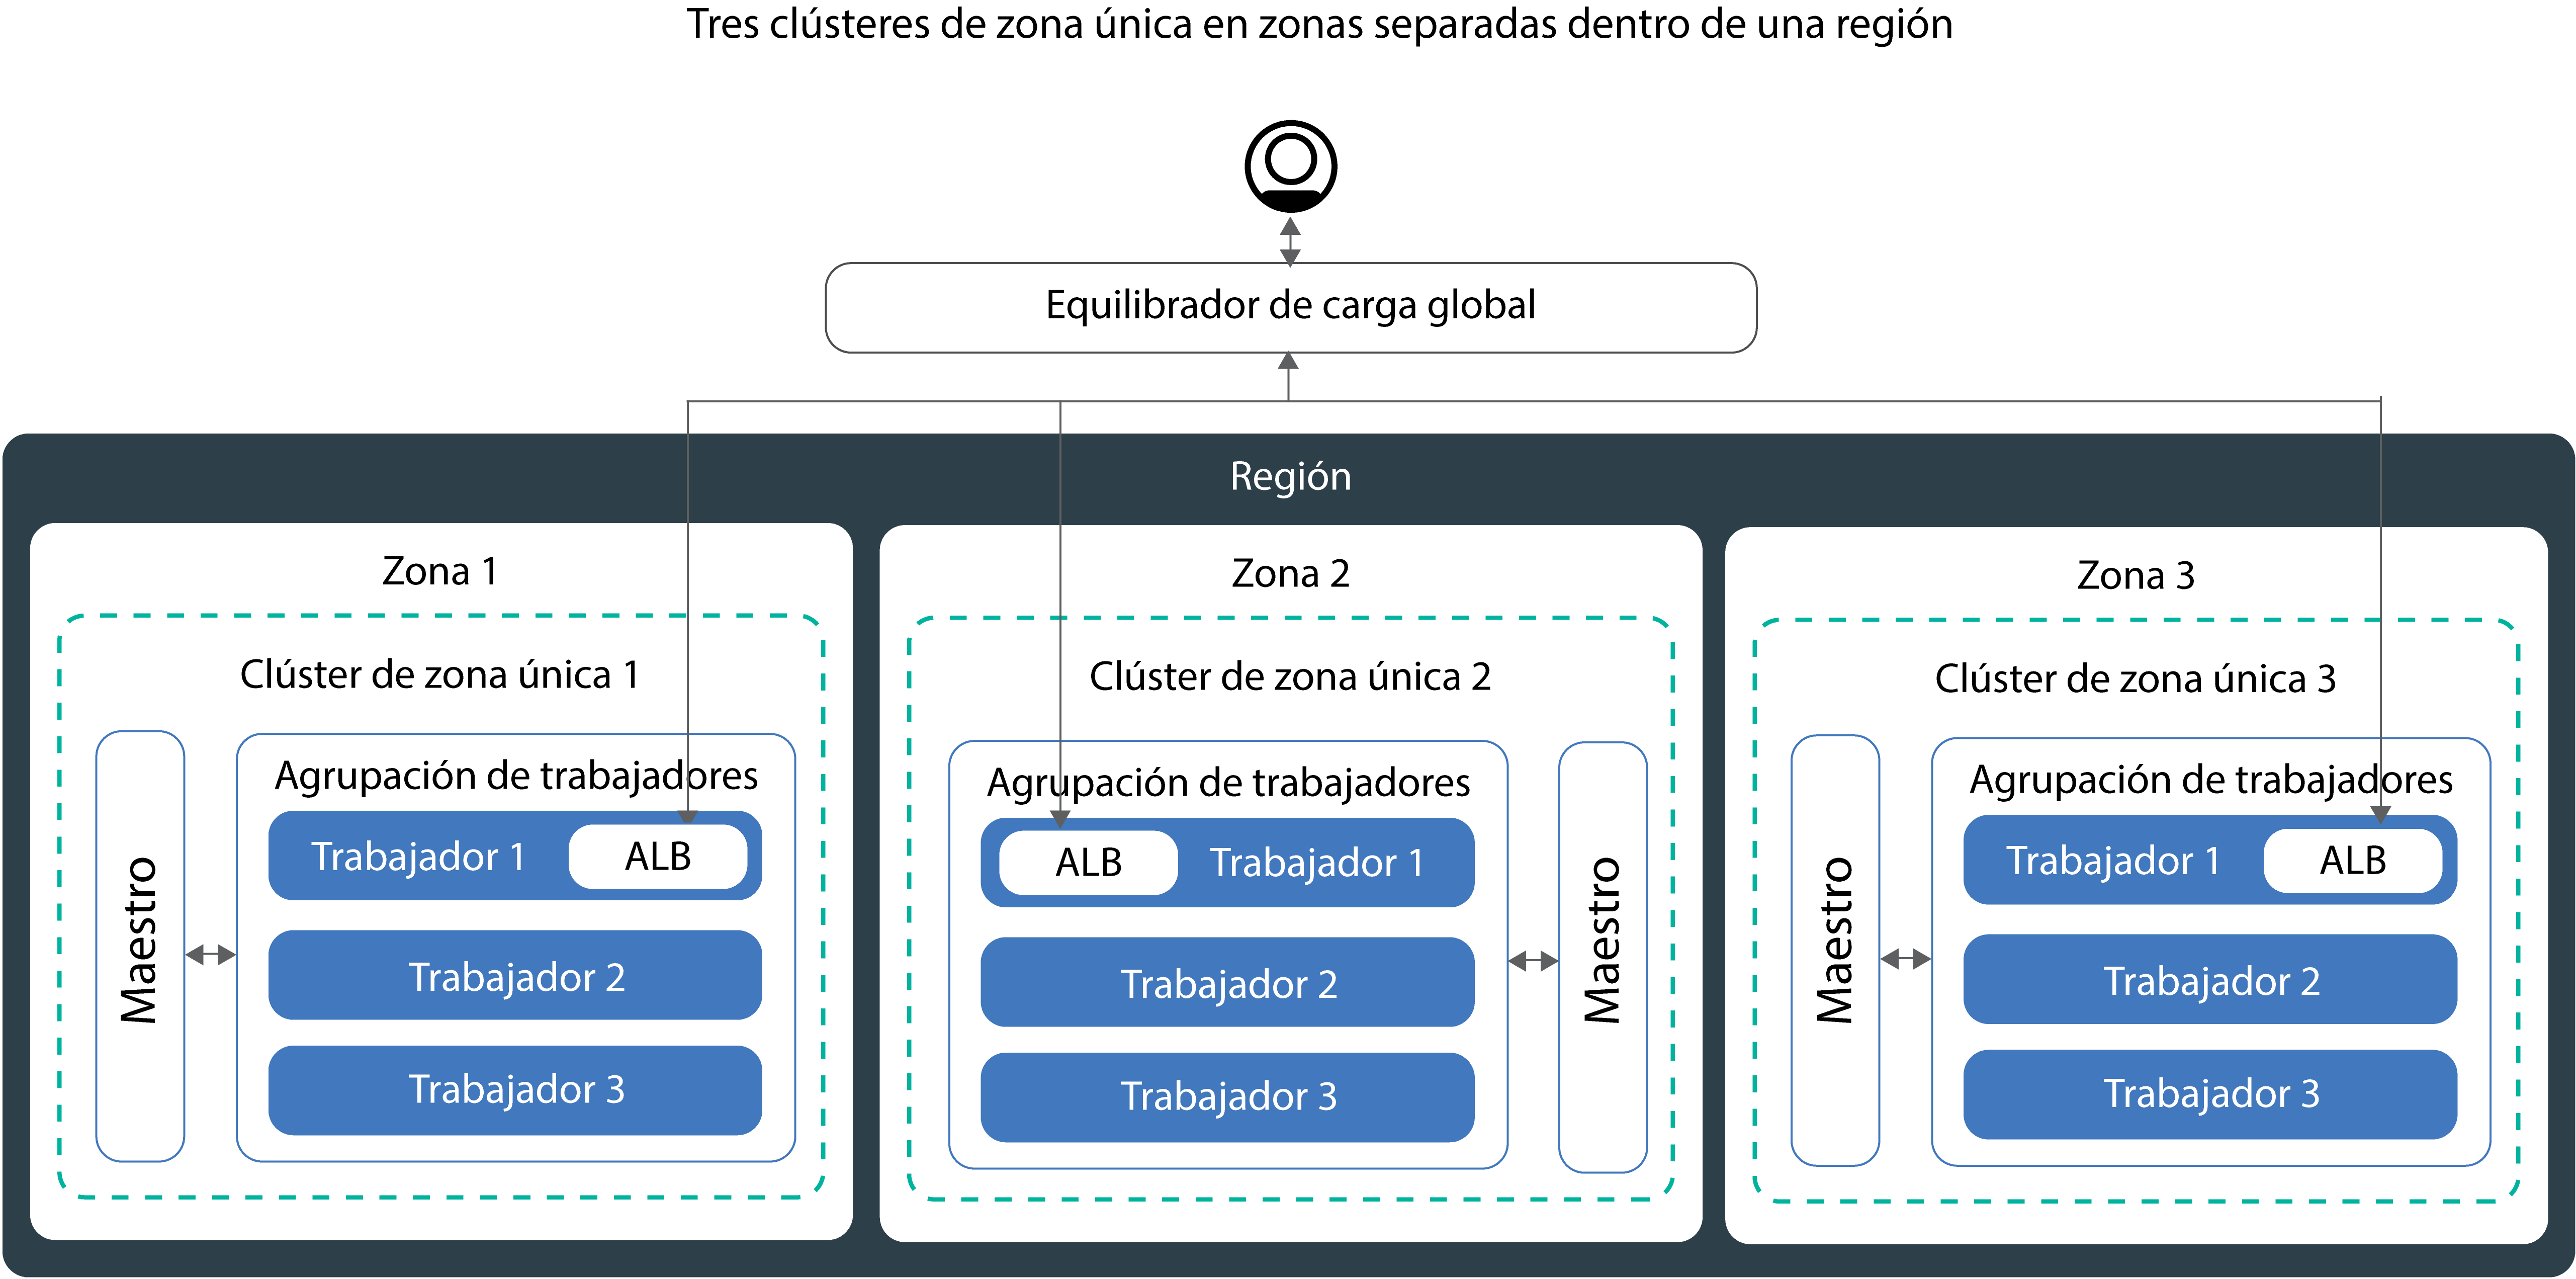 Tres clústeres de zona única en zonas separadas dentro de una región
Equilibrador de carga global
Región
Zona 1
Clúster de zona única 1
Maestro
Agrupación de trabajadores
Trabajador 1
ALB
Trabajador 2
Trabajador 3
Zona 2
Clúster de zona única 2
Agrupación de trabajadores
ALB
Trabajador 1
Trabajador 2
Trabajador 3
Maestro
Zona 3
Clúster de zona única 3
Maestro
Agrupación de trabajadores
Trabajador 1
ALB
Trabajador 2
Trabajador 3